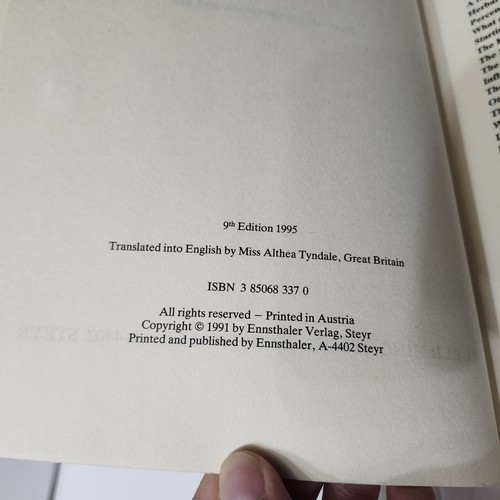 9th Edition 1995
Translated into English by Miss Althea Tyndale, Great Britain
ISBN 3 85068 337 0
All rights reserved – Printed in Austria
Copyright © 1991 by Ennsthaler Verlag, Steyr
Printed and published by Ennsthaler, A-4402 Steyr
What